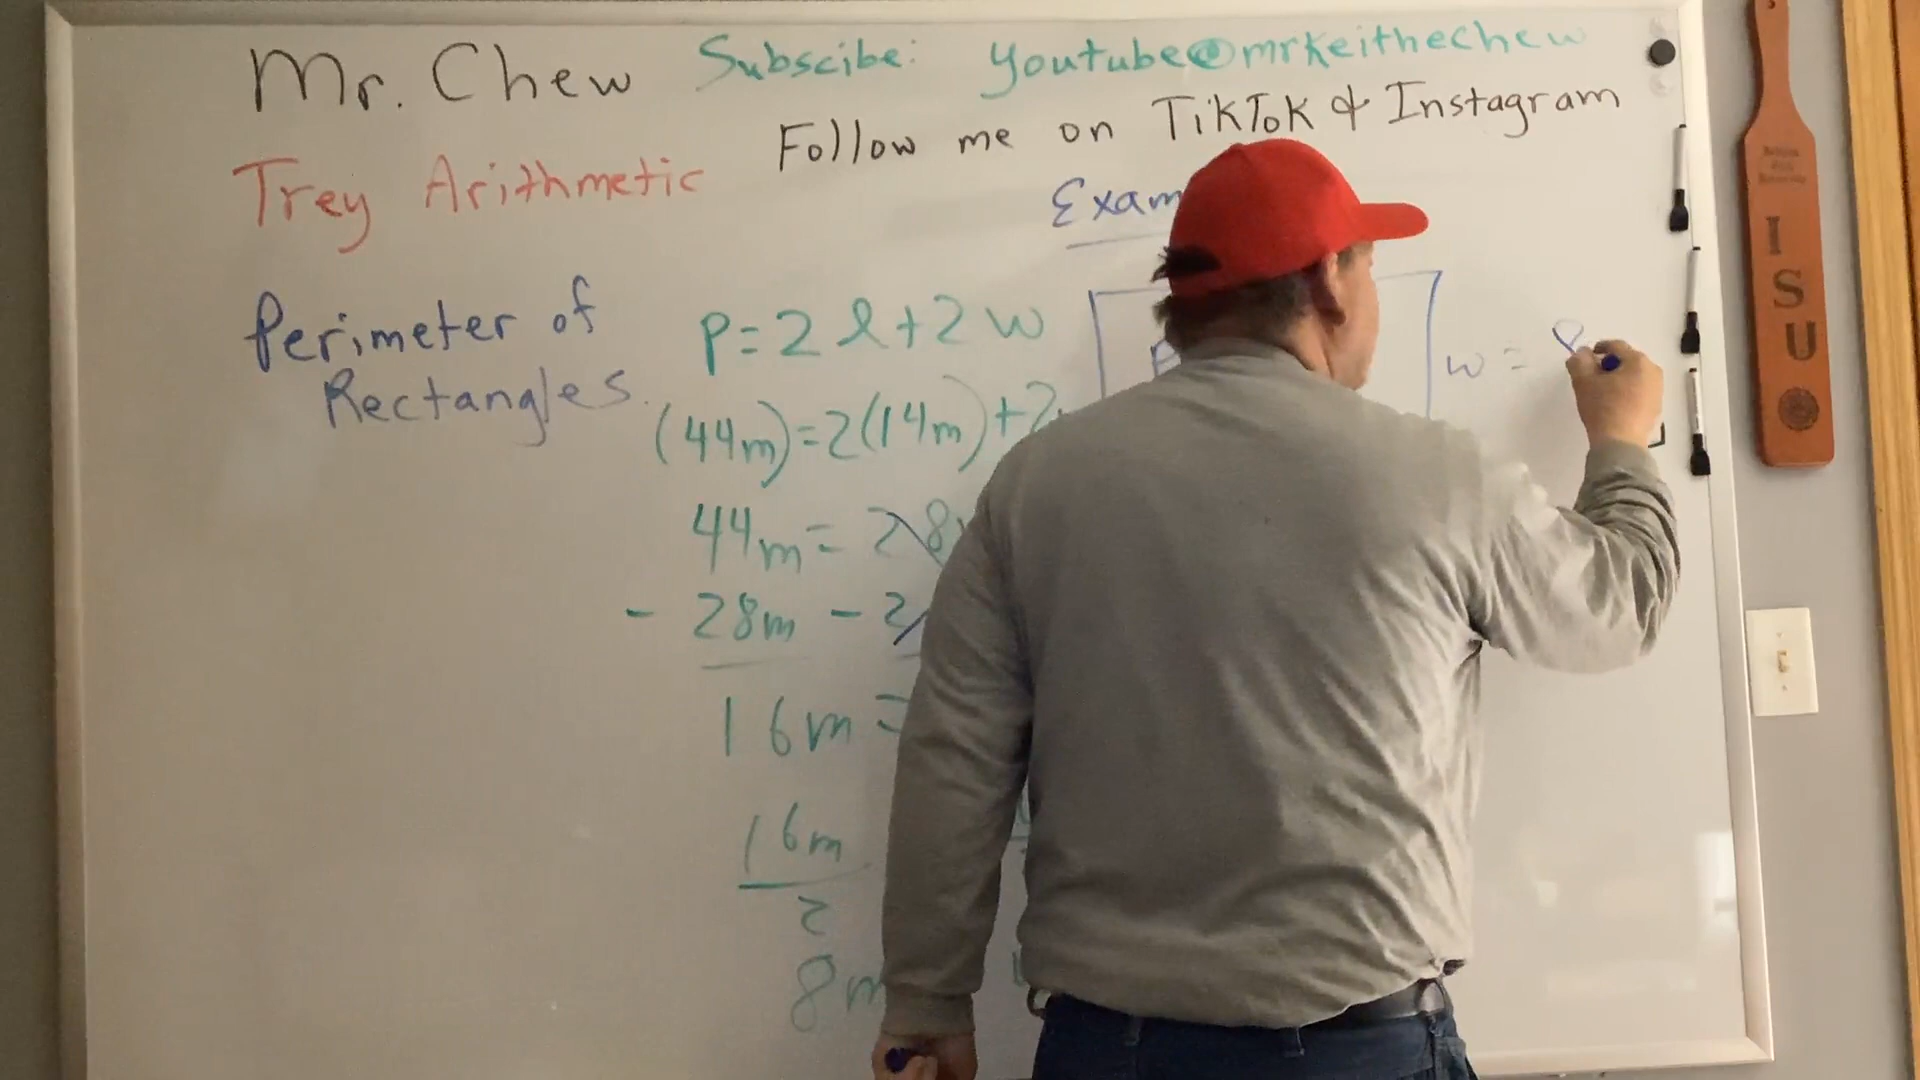 Mr. Chew
Subscibe: youtube@mrkeithechew
Follow me on TikTok & Instagram
Trey Arithmetic
Exam
Perimeter of
Rectangles
P=2l+2w
(44m)=2(14m)+2
44m=28
- 28m - 2
16m=
16m
2
8m
w = 8
I
S
U